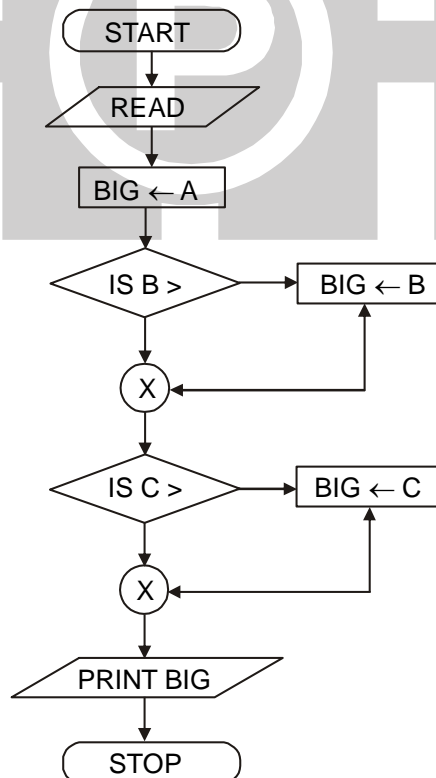 START
READ
BIG ← A
IS B >
BIG ← B
X
IS C >
BIG ← C
X
PRINT BIG
STOP